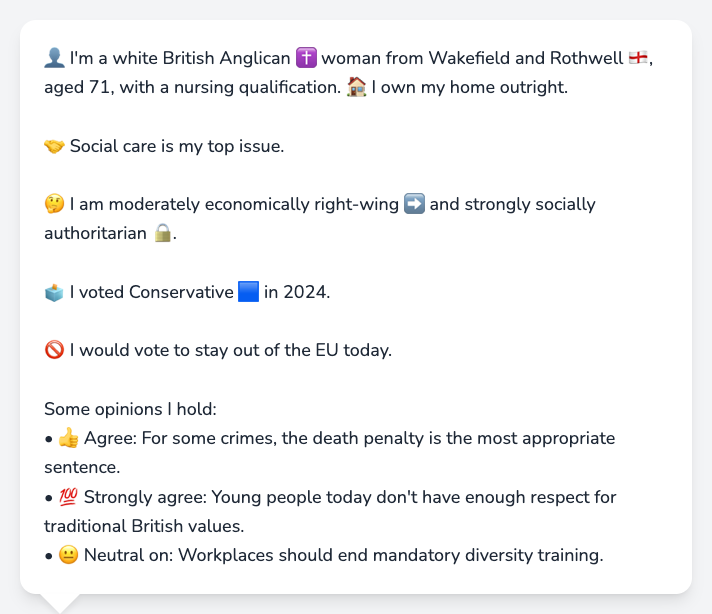 👤 I'm a white British Anglican ✝️ woman from Wakefield and Rothwell 🏴󠁧󠁢󠁥󠁮󠁧󠁿,
aged 71, with a nursing qualification. 🏠 I own my home outright.
🤝 Social care is my top issue.
🤔 I am moderately economically right-wing ➡️ and strongly socially
authoritarian 🔒.
🗳️ I voted Conservative 🟦 in 2024.
🚫 I would vote to stay out of the EU today.
Some opinions I hold:
• 👍 Agree: For some crimes, the death penalty is the most appropriate
sentence.
• 💯 Strongly agree: Young people today don't have enough respect for
traditional British values.
• 😐 Neutral on: Workplaces should end mandatory diversity training.